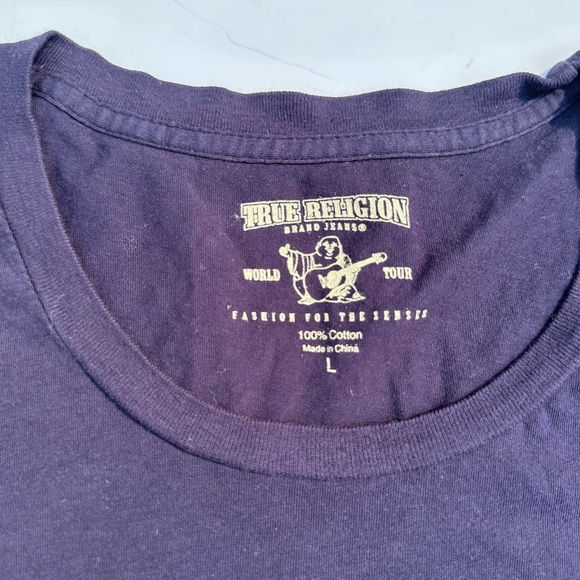 TRUE RELIGION
BRAND JEANS®
WORLD TOUR
FASHION FOR THE SENSES
100% Cotton
Made in China
L